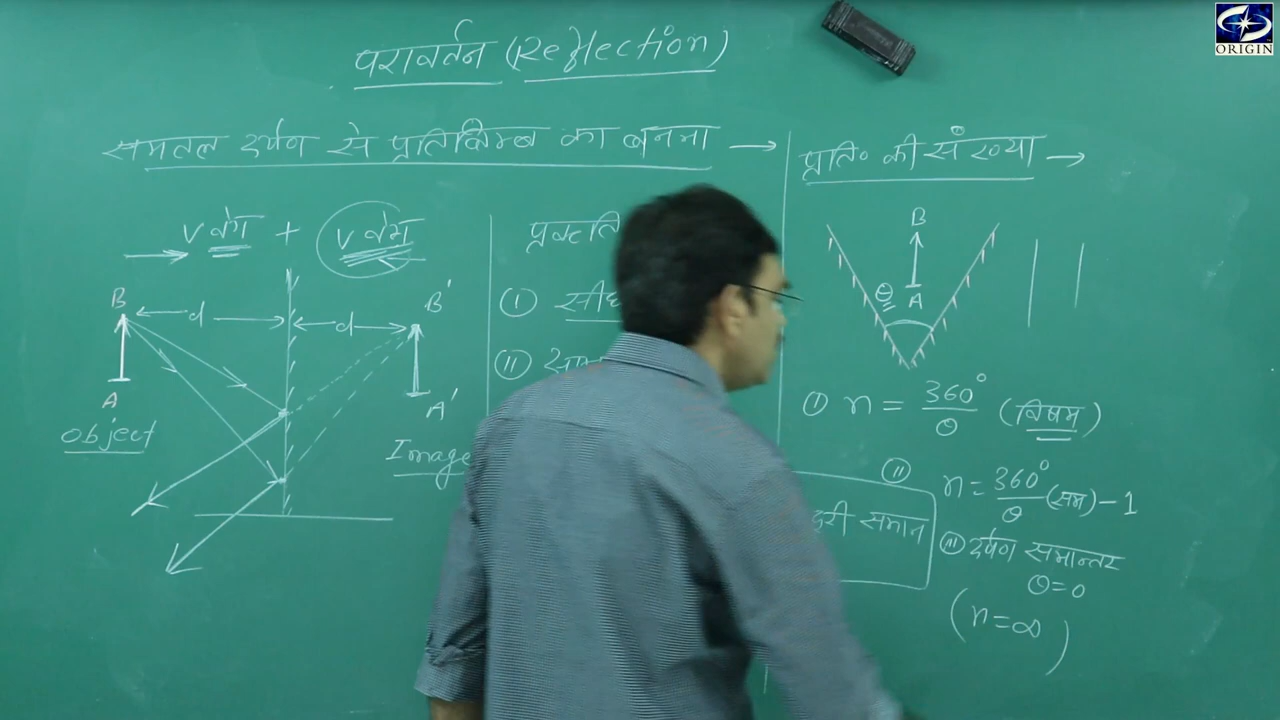 परावर्तन (Reflection)
ORIGIN
समतल दर्पण से प्रतिबिम्ब का बनना →
V वेग + V वेग
B d d B'
A A'
object
Image
I सीध
II
प्रति० की संख्या →
B
θ A
I n = 360°/θ (विषम)
II n = 360°/θ (सम) - 1
दूरी समान
III दर्पण समान्तर
θ = 0
(n = ∞)